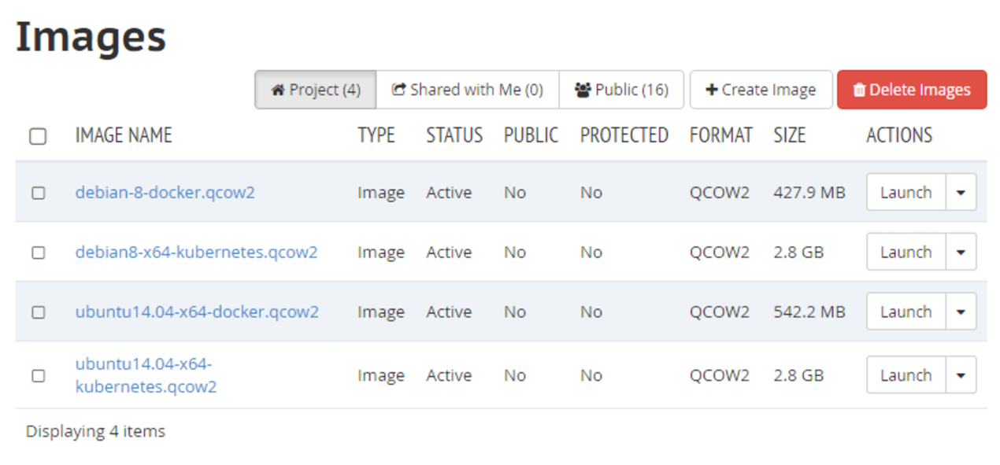 Images
Project (4) Shared with Me (0) Public (16) Create Image Delete Images
IMAGE NAME TYPE STATUS PUBLIC PROTECTED FORMAT SIZE ACTIONS
debian-8-docker.qcow2 Image Active No No QCOW2 427.9 MB Launch
debian8-x64-kubernetes.qcow2 Image Active No No QCOW2 2.8 GB Launch
ubuntu14.04-x64-docker.qcow2 Image Active No No QCOW2 542.2 MB Launch
ubuntu14.04-x64-
kubernetes.qcow2 Image Active No No QCOW2 2.8 GB Launch
Displaying 4 items